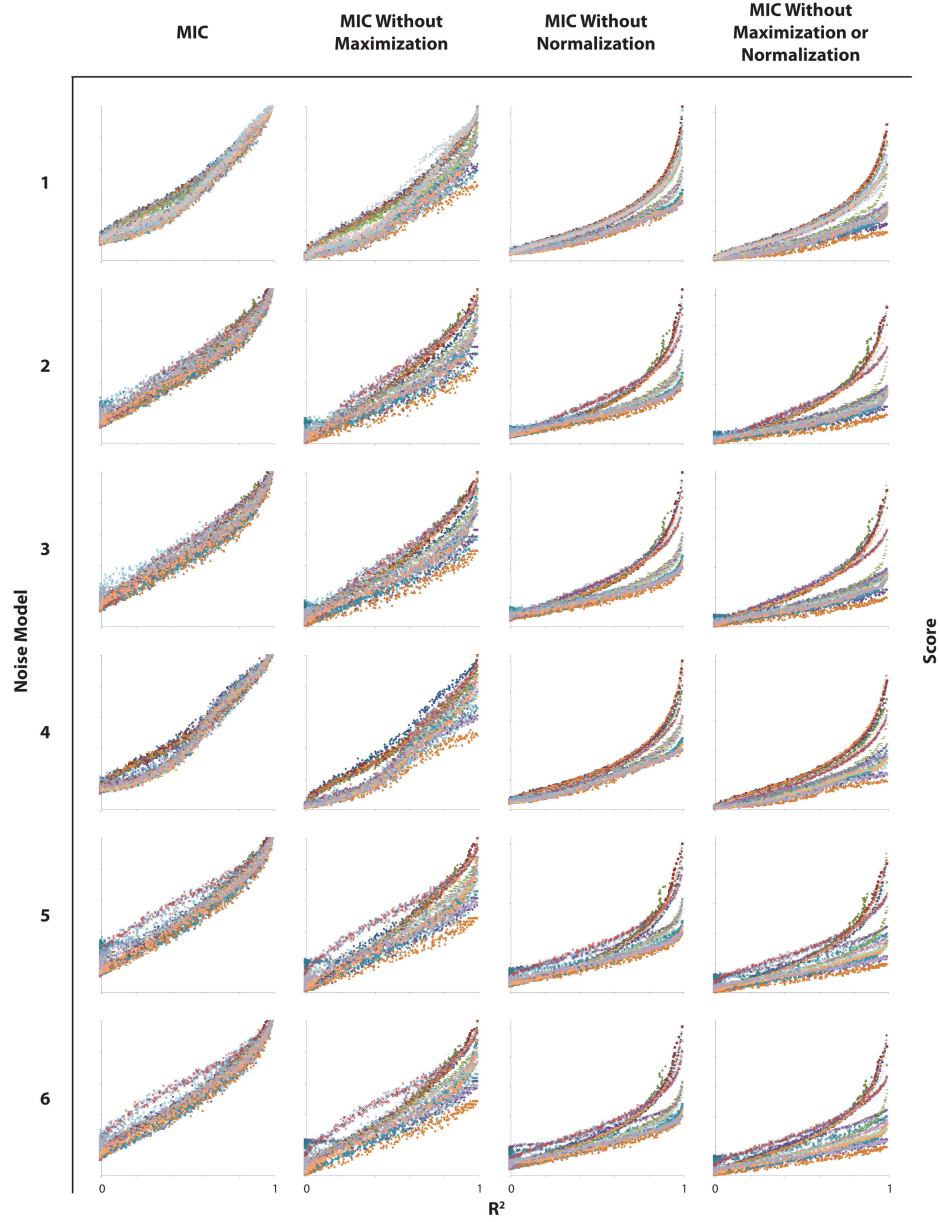 MIC
MIC Without
Maximization
MIC Without
Normalization
MIC Without
Maximization or
Normalization
1
2
3
4
5
6
Noise Model
Score
0 1 0 1 0 1 0 1
R²